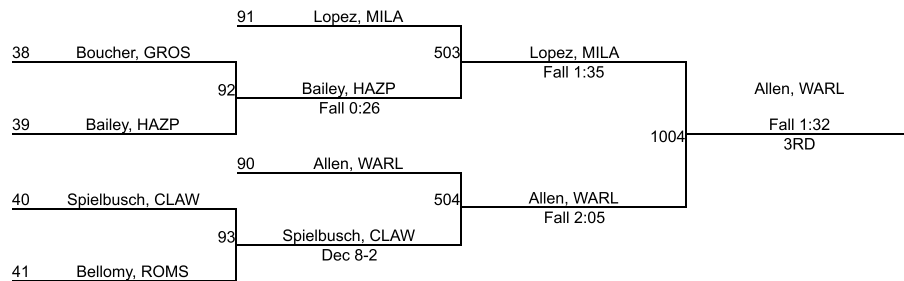 91 Lopez, MILA
38 Boucher, GROS
503 Lopez, MILA
Fall 1:35
92 Bailey, HAZP
Fall 0:26
Allen, WARL
39 Bailey, HAZP
1004 Fall 1:32
3RD
90 Allen, WARL
40 Spielbusch, CLAW
504 Allen, WARL
Fall 2:05
93 Spielbusch, CLAW
Dec 8-2
41 Bellomy, ROMS